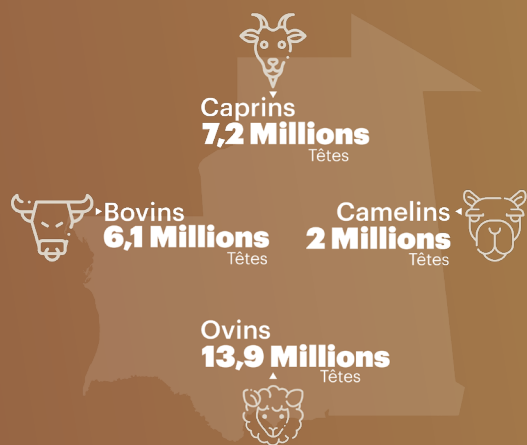 Caprins
7,2 Millions
Têtes
Bovins
6,1 Millions
Têtes
Camelins
2 Millions
Têtes
Ovins
13,9 Millions
Têtes